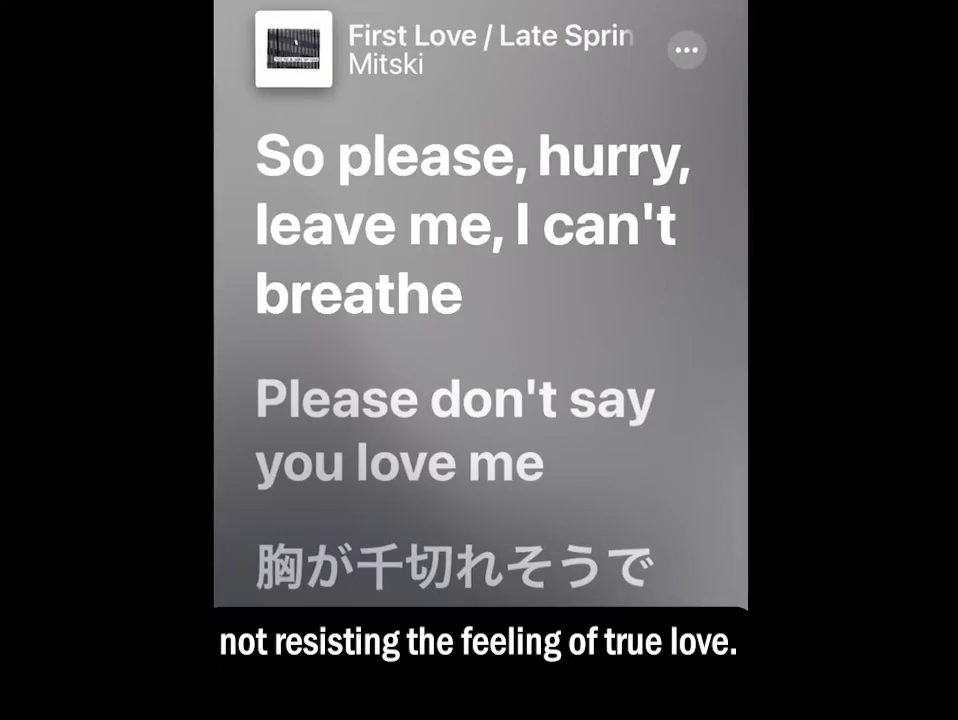 First Love / Late Sprin
Mitski
So please, hurry,
leave me, I can't
breathe
Please don't say
you love me
胸が千切れそうで
not resisting the feeling of true love.